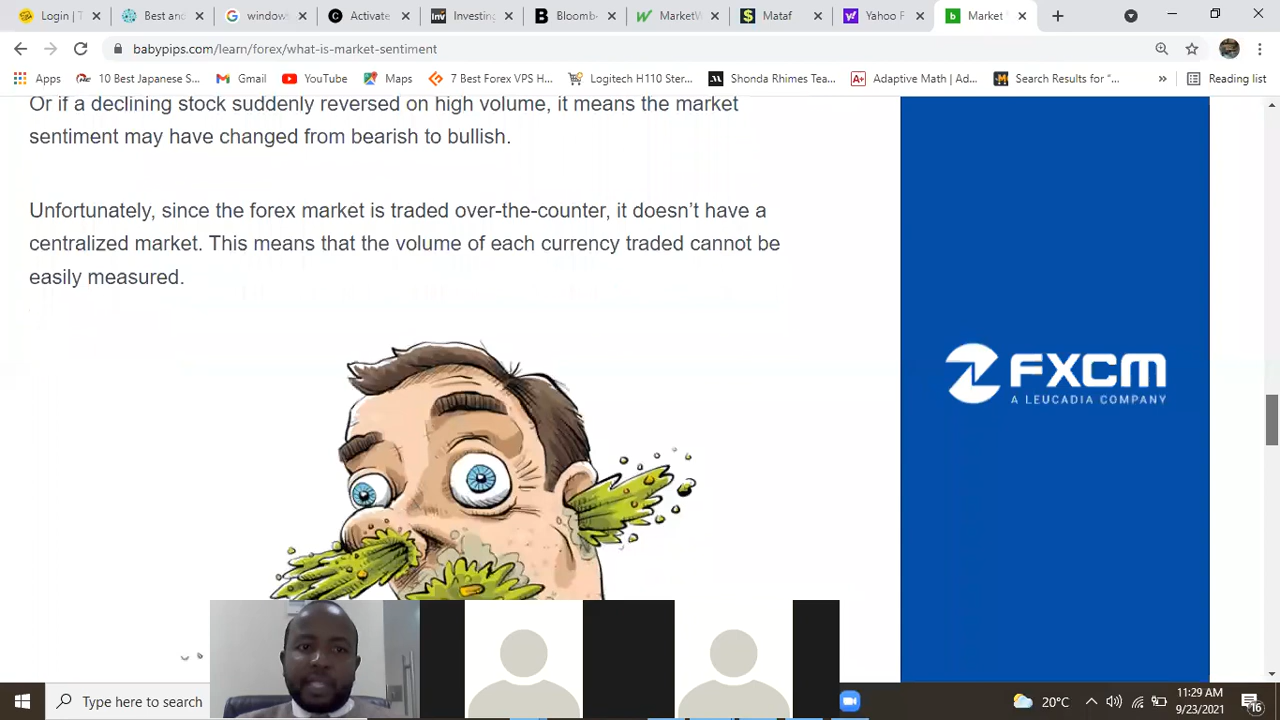 Login | T
windows
Activate
Inv Investing
B Bloomb
Market
$ Mataf
Yahoo F
b Market
babypips.com/learn/forex/what-is-market-sentiment
Apps
10 Best Japanese S...
Gmail
YouTube
Maps
7 Best Forex VPS H...
Logitech H110 Ster...
Shonda Rhimes Tea...
A+ Adaptive Math | Ad...
Search Results for “...
»
Reading list
Or if a declining stock suddenly reversed on high volume, it means the market
sentiment may have changed from bearish to bullish.
Unfortunately, since the forex market is traded over-the-counter, it doesn’t have a
centralized market. This means that the volume of each currency traded cannot be
easily measured.
FXCM
A LEUCADIA COMPANY
Type here to search
20°C
11:29 AM
9/23/2021
16